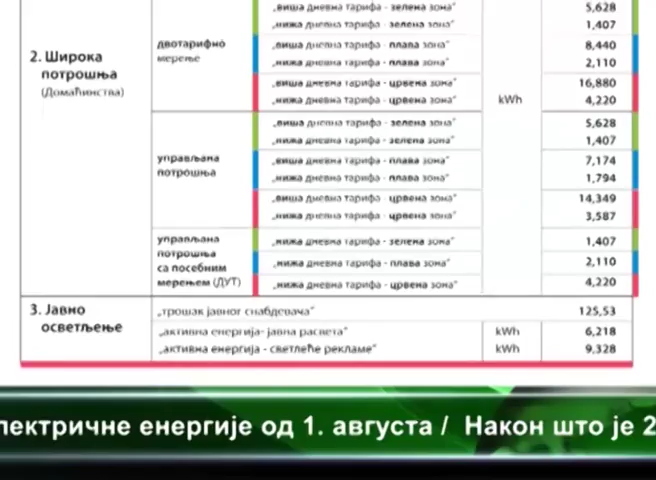 „виша дневна тарифа - зелена зона“ 5,628
„нижа дневна тарифа - зелена зона“ 1,407
двотарифно мерење
„виша дневна тарифа - плава зона“ 8,440
„нижа дневна тарифа - плава зона“ 2,110
2. Широка потрошња
(Домаћинства)
„виша дневна тарифа - црвена зона“ 16,880
„нижа дневна тарифа - црвена зона“ 4,220
kWh
„виша дневна тарифа - зелена зона“ 5,628
„нижа дневна тарифа - зелена зона“ 1,407
управљана потрошња
„виша дневна тарифа - плава зона“ 7,174
„нижа дневна тарифа - плава зона“ 1,794
„виша дневна тарифа - црвена зона“ 14,349
„нижа дневна тарифа - црвена зона“ 3,587
управљана потрошња са посебним мерењем (ДУТ)
„нижа дневна тарифа - зелена зона“ 1,407
„нижа дневна тарифа - плава зона“ 2,110
„нижа дневна тарифа - црвена зона“ 4,220
3. Јавно осветљење
„трошак јавног снабдевача“ 125,53
„активна енергија- јавна расвета“ kWh 6,218
„активна енергија - светлеће рекламе“ kWh 9,328
лектричне енергије од 1. августа / Након што је 2